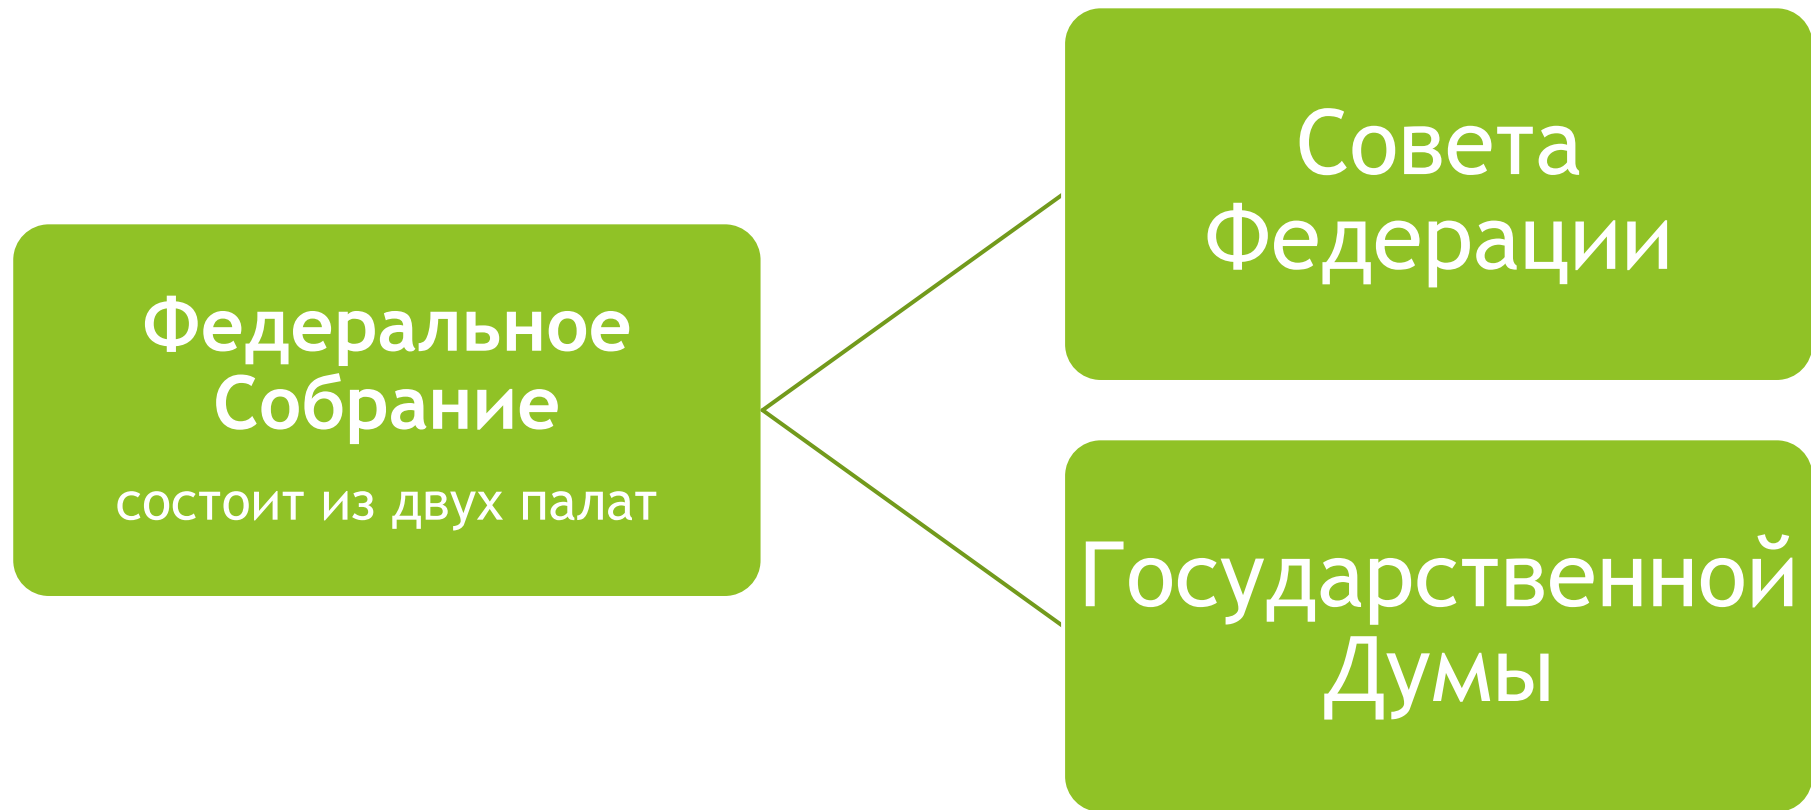 Федеральное
Собрание
состоит из двух палат
Совета
Федерации
Государственной
Думы